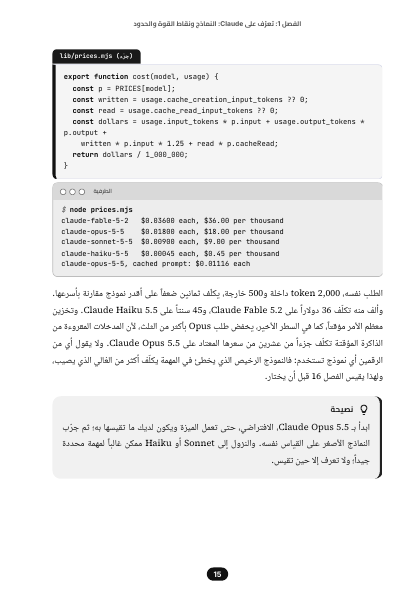 الفصل 1: تعرّف على Claude: النماذج ونقاط القوة والحدود
lib/prices.mjs (جزء)
export function cost(model, usage) {
const p = PRICES[model];
const written = usage.cache_creation_input_tokens ?? 0;
const read = usage.cache_read_input_tokens ?? 0;
const dollars = usage.input_tokens * p.input + usage.output_tokens *
p.output +
written * p.input * 1.25 + read * p.cacheRead;
return dollars / 1_000_000;
}
الطرفية
$ node prices.mjs
claude-fable-5-2 $0.03600 each, $36.00 per thousand
claude-opus-5-5 $0.01800 each, $18.00 per thousand
claude-sonnet-5-5 $0.00900 each, $9.00 per thousand
claude-haiku-5-5 $0.00045 each, $0.45 per thousand
claude-opus-5-5, cached prompt: $0.01116 each
الطلب نفسه، 2,000 token داخلة و500 خارجة، يكلّف ثمانين ضعفاً على أقدر نموذج مقارنة بأسرعها.
وألف منه تكلّف 36 دولاراً على Claude Fable 5.2، و45 سنتاً على Claude Haiku 5.5. وتخزين
معظم الأمر مؤقتاً، كما في السطر الأخير، يخفض طلب Opus بأكثر من الثلث، لأن المدخلات المقروءة من
الذاكرة المؤقتة تكلّف جزءاً من عشرين من سعرها المعتاد على Claude Opus 5.5. ولا يقول أي من
الرقمين أي نموذج تستخدم: فالنموذج الرخيص الذي يخطئ في المهمة يكلّف أكثر من الغالي الذي يصيب،
ولهذا يقيس الفصل 16 قبل أن يختار.
نصيحة
ابدأ بـ Claude Opus 5.5، الافتراضي، حتى تعمل الميزة ويكون لديك ما تقيسها به؛ ثم جرّب
النماذج الأصغر على القياس نفسه. والنزول إلى Sonnet أو Haiku ممكن غالباً لمهمة محددة
جيداً؛ ولا تعرف إلا حين تقيس.
15